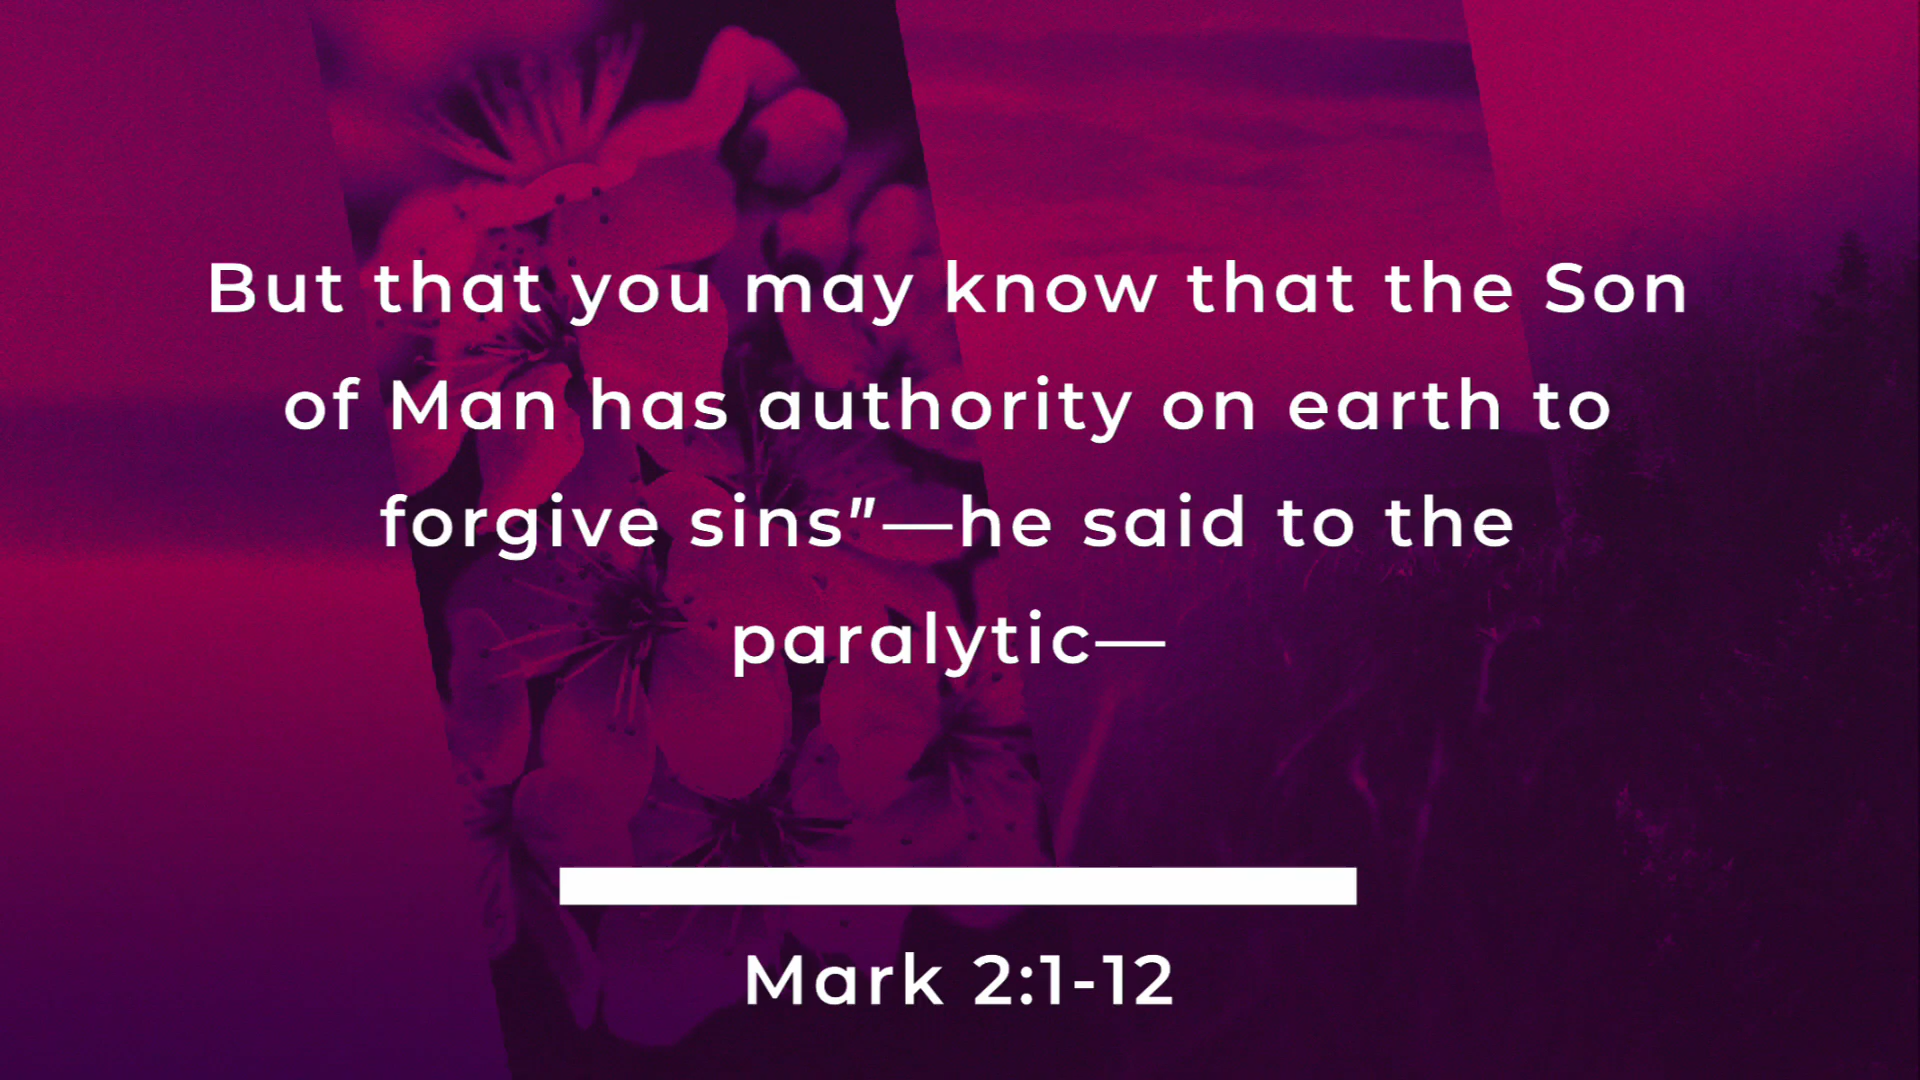 But that you may know that the Son
of Man has authority on earth to
forgive sins”—he said to the
paralytic—
Mark 2:1-12